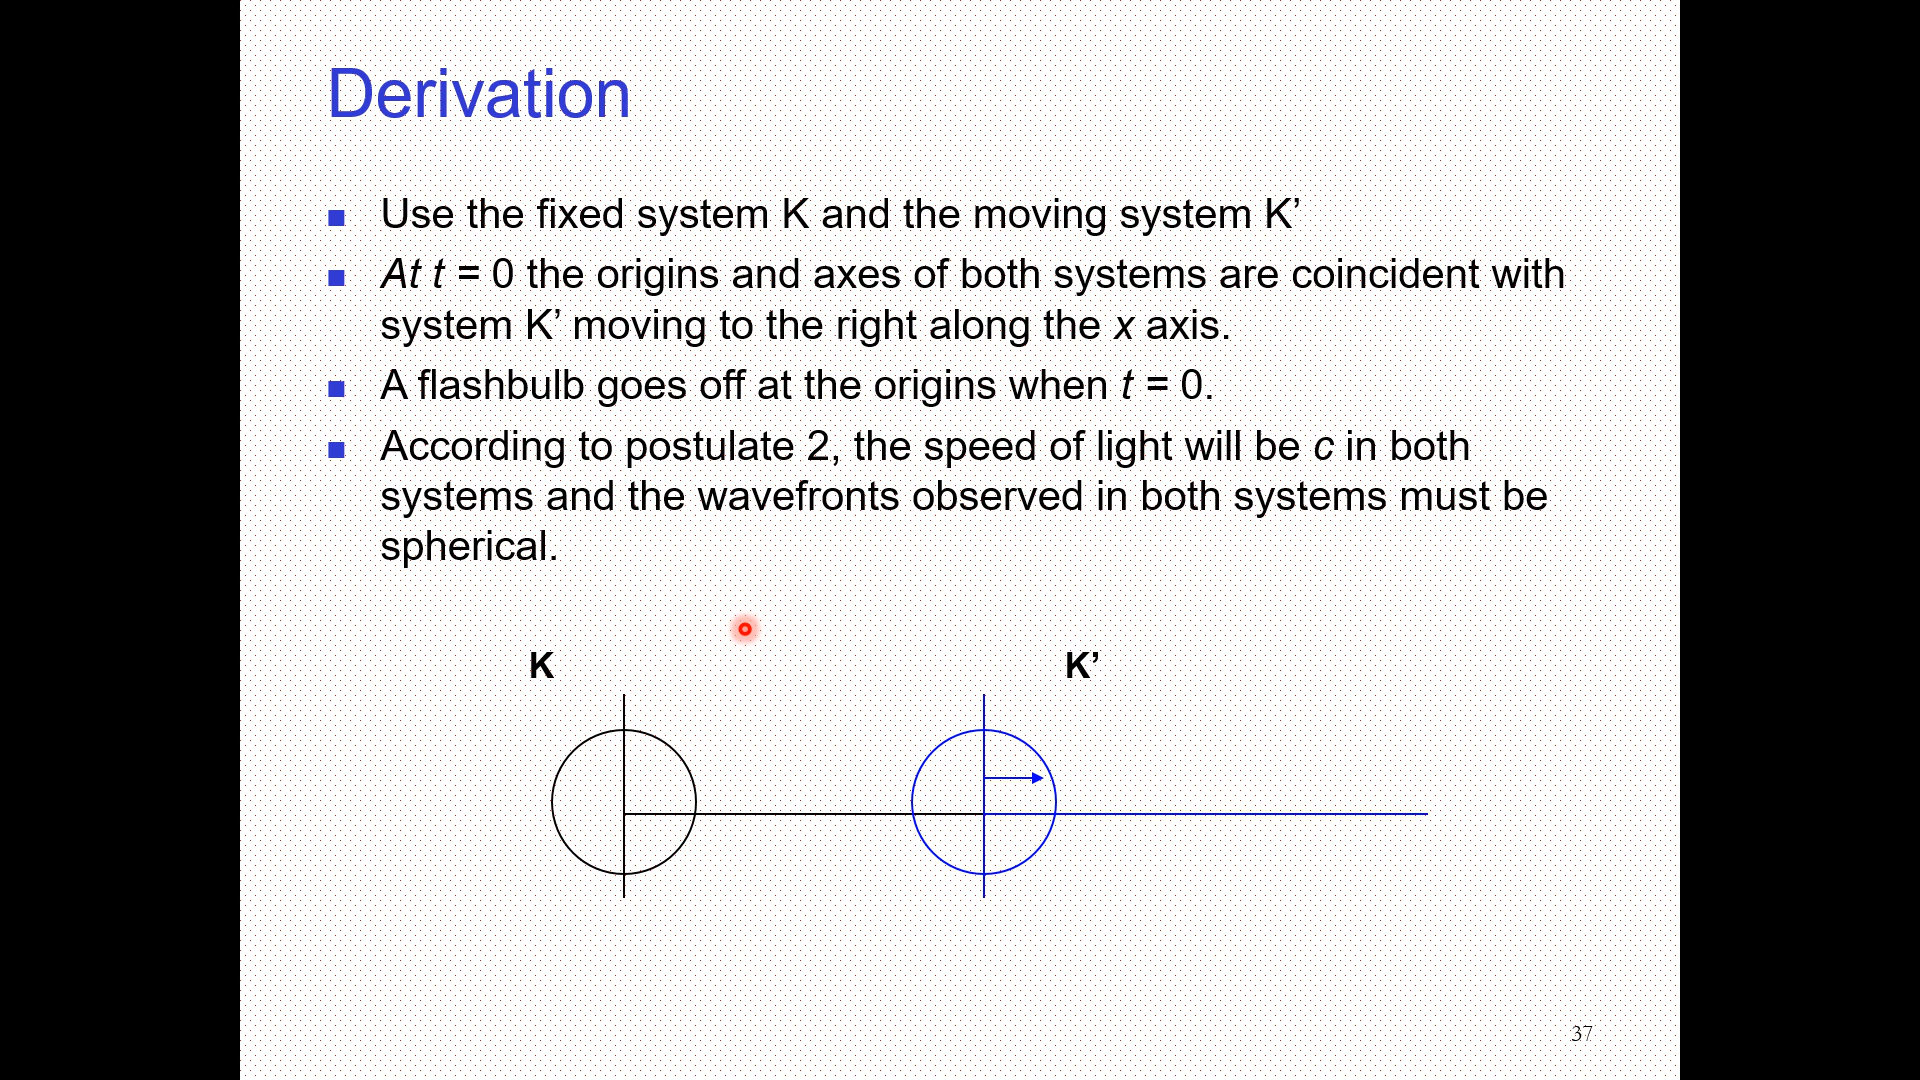 Derivation
Use the fixed system K and the moving system K’
At t = 0 the origins and axes of both systems are coincident with
system K’ moving to the right along the x axis.
A flashbulb goes off at the origins when t = 0.
According to postulate 2, the speed of light will be c in both
systems and the wavefronts observed in both systems must be
spherical.
K
K’
37